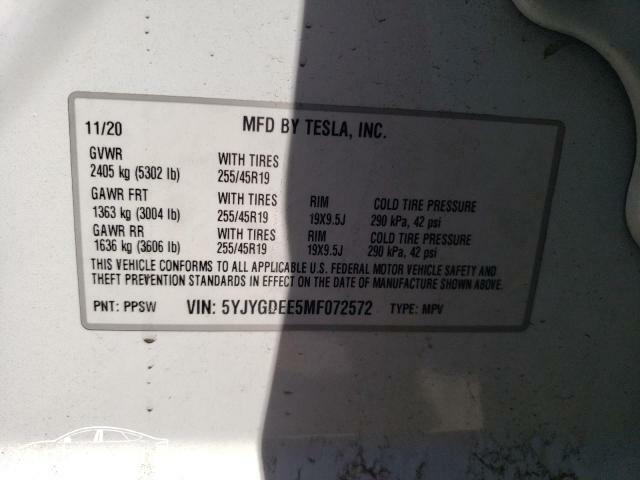 11/20 MFD BY TESLA, INC.
GVWR WITH TIRES
2405 kg (5302 lb) 255/45R19
GAWR FRT WITH TIRES RIM COLD TIRE PRESSURE
1363 kg (3004 lb) 255/45R19 19X9.5J 290 kPa, 42 psi
GAWR RR WITH TIRES RIM COLD TIRE PRESSURE
1636 kg (3606 lb) 255/45R19 19X9.5J 290 kPa, 42 psi
THIS VEHICLE CONFORMS TO ALL APPLICABLE U.S. FEDERAL MOTOR VEHICLE SAFETY AND
THEFT PREVENTION STANDARDS IN EFFECT ON THE DATE OF MANUFACTURE SHOWN ABOVE.
PNT: PPSW VIN: 5YJYGDEE5MF072572 TYPE: MPV